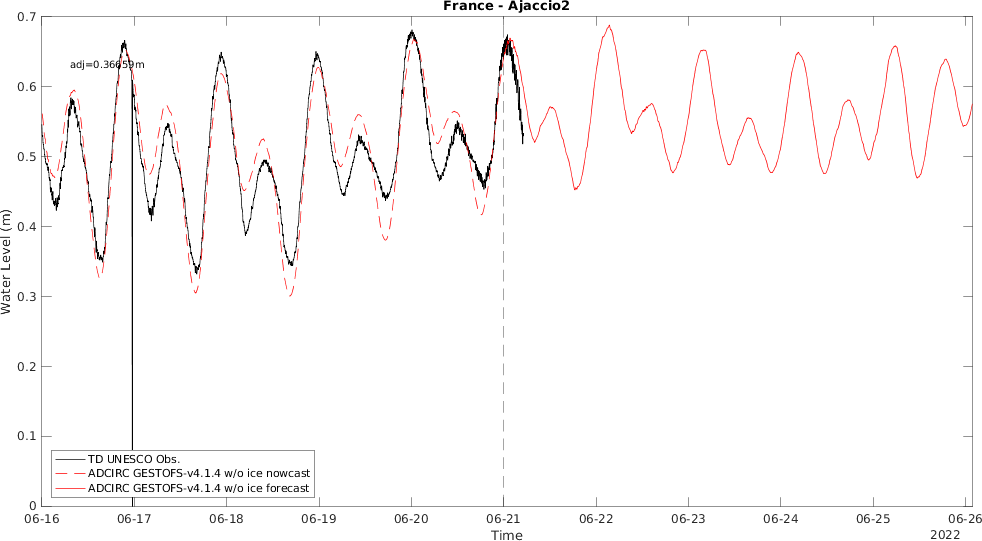 France - Ajaccio2
0.7
0.6
0.5
0.4
0.3
0.2
0.1
0
Water Level (m)
adj=0.36659m
TD UNESCO Obs.
ADCIRC GESTOFS-v4.1.4 w/o ice nowcast
ADCIRC GESTOFS-v4.1.4 w/o ice forecast
06-16 06-17 06-18 06-19 06-20 06-21 06-22 06-23 06-24 06-25 06-26
Time
2022